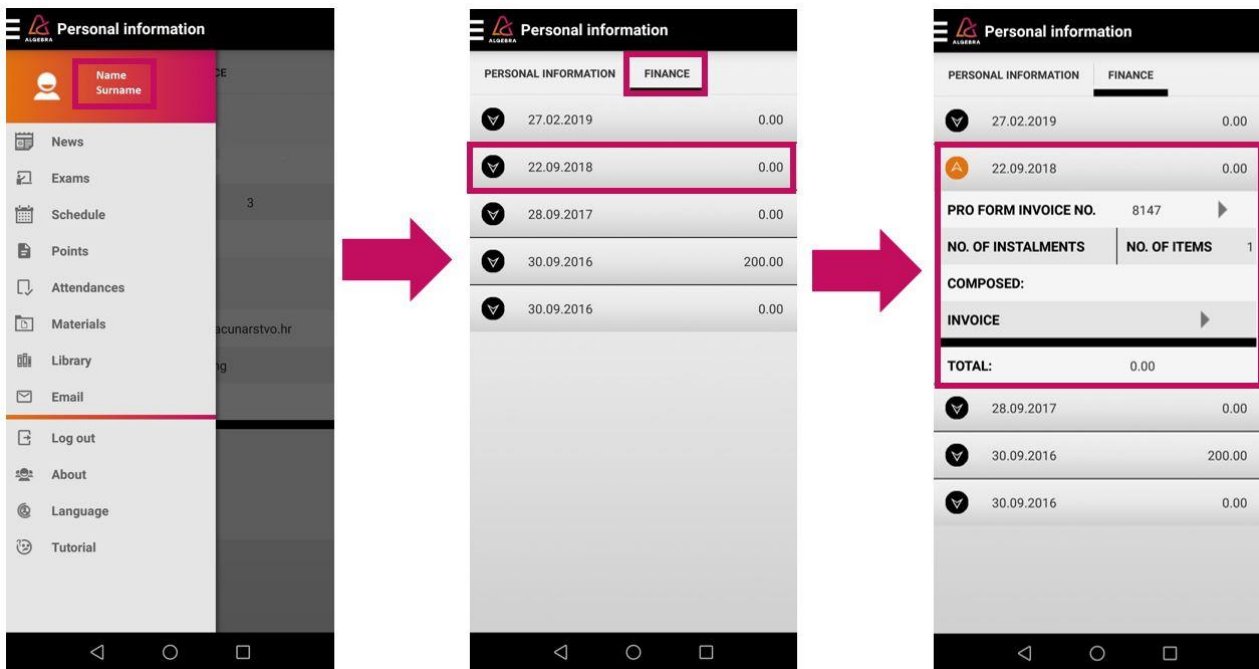 ALGEBRA
Personal information
Name
Surname
CE
News
Exams
Schedule
3
Points
Attendances
Materials
acunarstvo.hr
Library
ng
Email
Log out
About
Language
Tutorial
ALGEBRA
Personal information
PERSONAL INFORMATION FINANCE
27.02.2019 0.00
22.09.2018 0.00
28.09.2017 0.00
30.09.2016 200.00
30.09.2016 0.00
ALGEBRA
Personal information
PERSONAL INFORMATION FINANCE
27.02.2019 0.00
22.09.2018 0.00
PRO FORM INVOICE NO. 8147
NO. OF INSTALMENTS NO. OF ITEMS 1
COMPOSED:
INVOICE
TOTAL: 0.00
28.09.2017 0.00
30.09.2016 200.00
30.09.2016 0.00